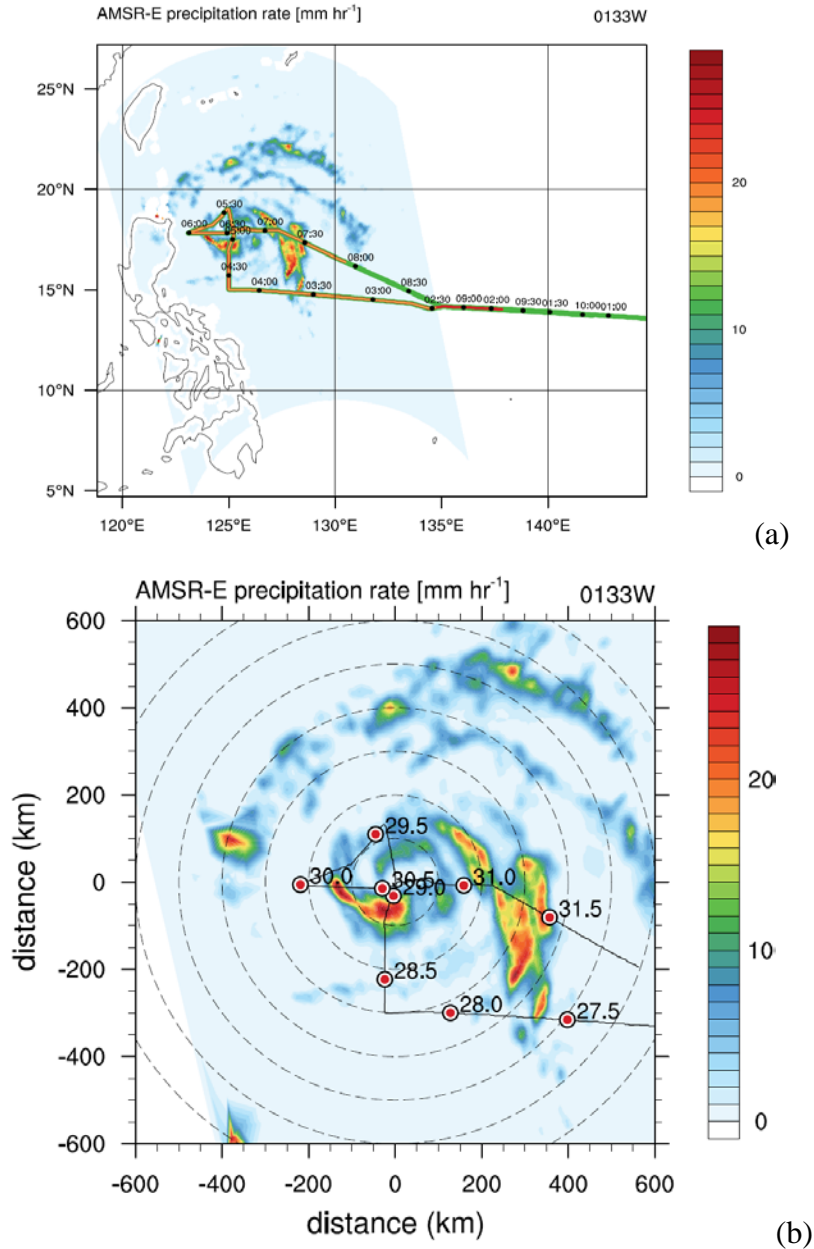 AMSR-E precipitation rate [mm hr-1] 0133W
25°N
20°N
15°N
10°N
5°N
05:30
06:00 06:30 07:00
05:00 07:30
04:30 08:00
04:00 03:30 03:00 08:30
02:30 09:00 02:00 09:30 01:30 10:00 01:00
120°E 125°E 130°E 135°E 140°E
20
10
0
(a)
AMSR-E precipitation rate [mm hr-1] 0133W
600
400
200
0
-200
-400
-600
distance (km)
29.5
30.0 30.5 31.0
29.0
31.5
28.5
28.0 27.5
-600 -400 -200 0 200 400 600
distance (km)
20
10
0
(b)